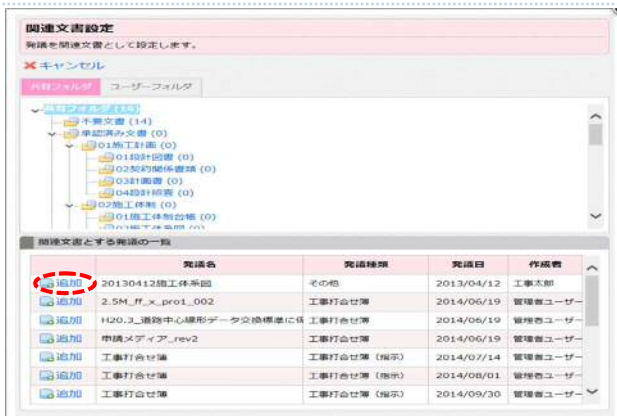 関連文書設定
発議を関連文書として設定します。
キャンセル
共有フォルダ ユーザーフォルダ
共有フォルダ (14)
不要文書 (14)
承認済み文書 (0)
01施工計画 (0)
01設計図書 (0)
02契約関係書類 (0)
03計画書 (0)
04設計照査 (0)
02施工体制 (0)
01施工体制台帳 (0)
02施工体系図 (0)
関連文書とする発議の一覧
発議名 発議種類 発議日 作成者
追加 20130412施工体系図 その他 2013/04/12 工事太郎
追加 2.5M_ff_x_pro1_002 工事打合せ簿 2014/06/19 管理者ユーザー
追加 H20.3_道路中心線形データ交換標準に係 工事打合せ簿 2014/06/19 管理者ユーザー
追加 申請メディア_rev2 工事打合せ簿 2014/06/19 管理者ユーザー
追加 工事打合せ簿 工事打合せ簿（指示） 2014/07/14 管理者ユーザー
追加 工事打合せ簿 工事打合せ簿（指示） 2014/08/01 管理者ユーザー
追加 工事打合せ簿 工事打合せ簿（指示） 2014/09/30 管理者ユーザー